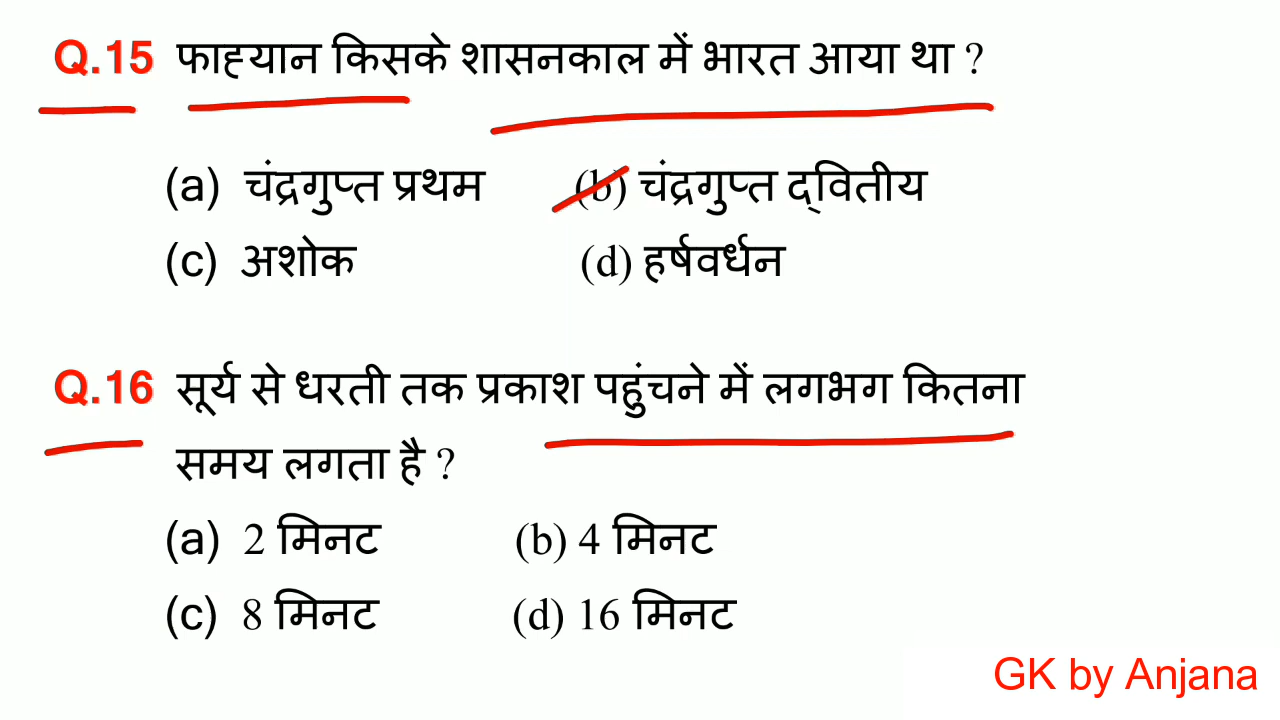 Q.15 फाह्यान किसके शासनकाल में भारत आया था ?
(a) चंद्रगुप्त प्रथम (b) चंद्रगुप्त द्वितीय
(c) अशोक (d) हर्षवर्धन
Q.16 सूर्य से धरती तक प्रकाश पहुंचने में लगभग कितना
समय लगता है ?
(a) 2 मिनट (b) 4 मिनट
(c) 8 मिनट (d) 16 मिनट
GK by Anjana